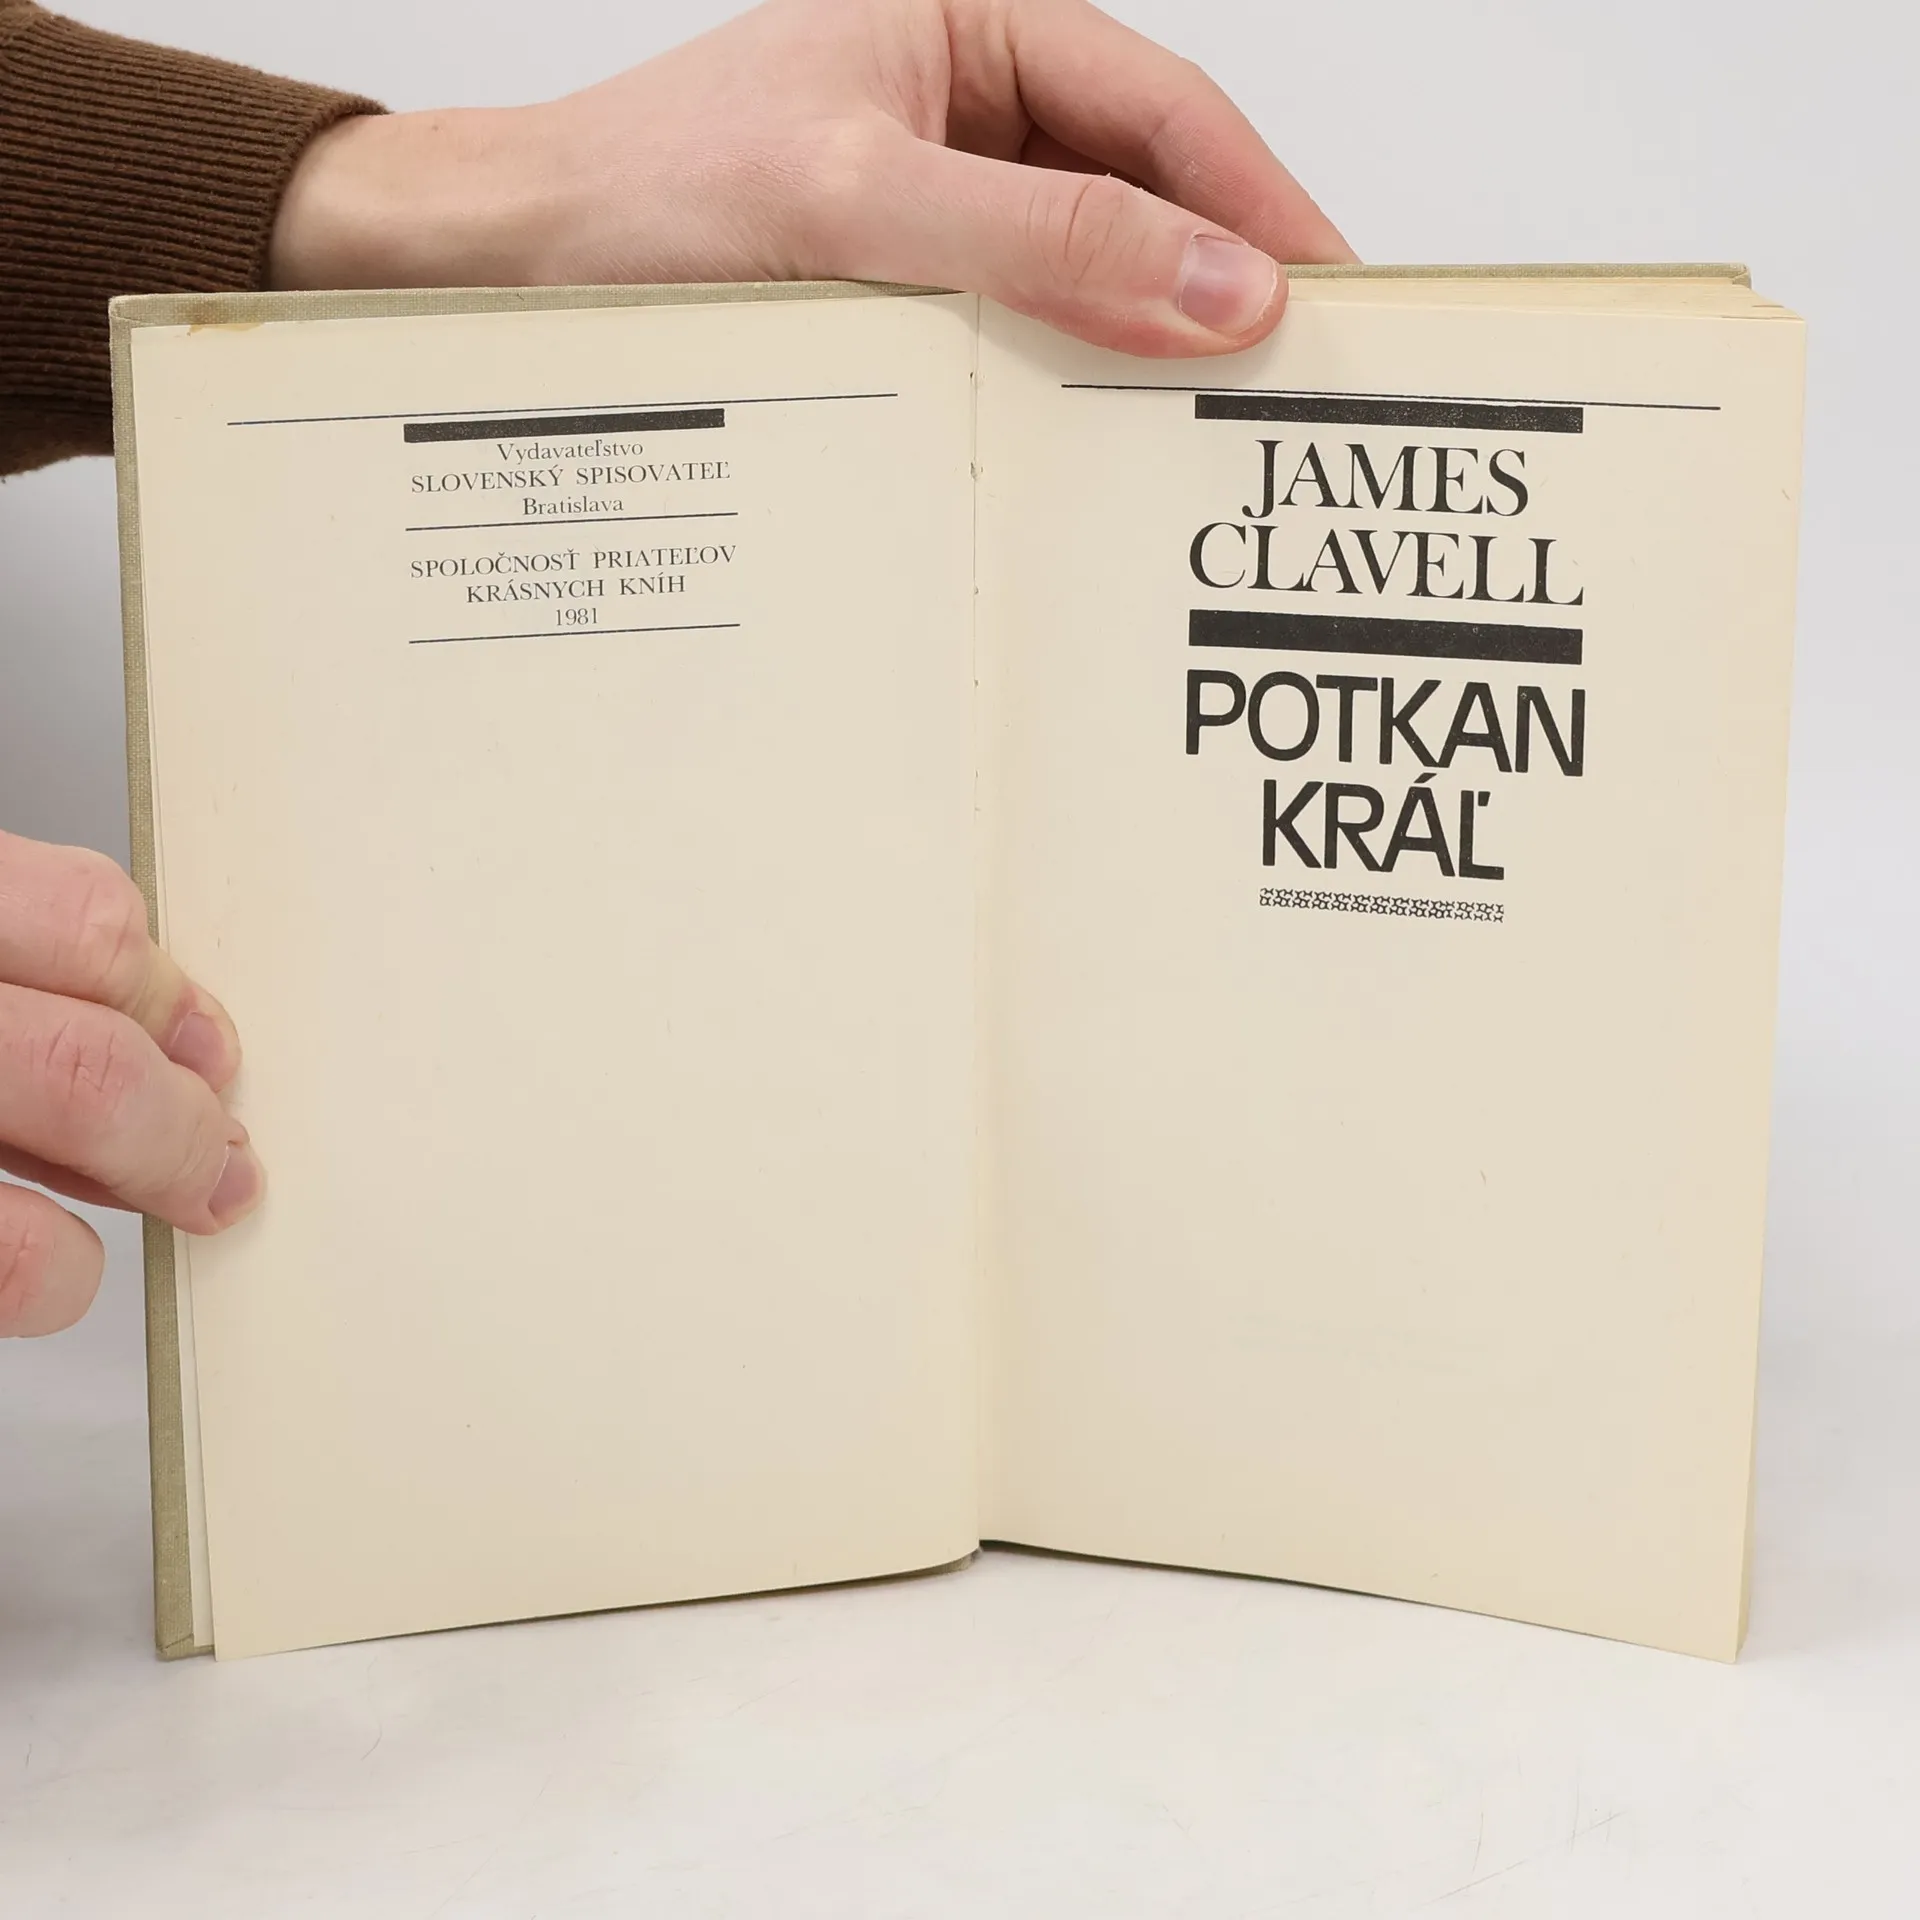 Vydavateľstvo
SLOVENSKÝ SPISOVATEĽ
Bratislava
SPOLOČNOSŤ PRIATEĽOV
KRÁSNYCH KNÍH
1981
JAMES
CLAVELL
POTKAN
KRÁĽ